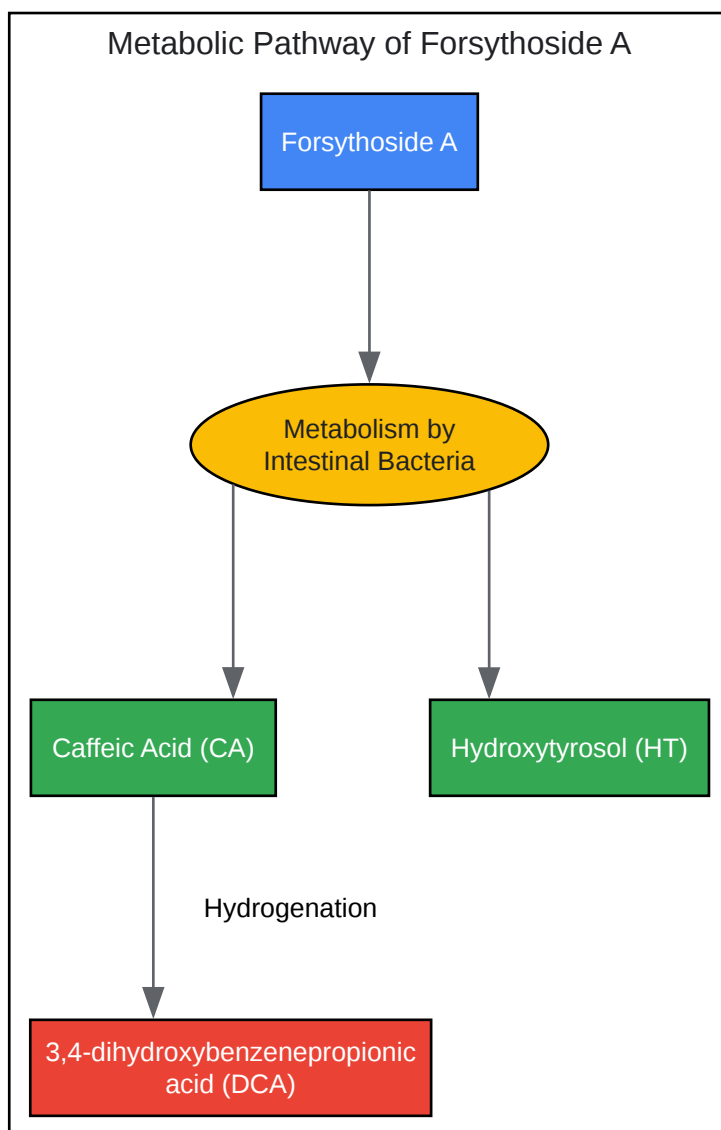 Metabolic Pathway of Forsythoside A
Forsythoside A
Metabolism by
Intestinal Bacteria
Caffeic Acid (CA)
Hydroxytyrosol (HT)
Hydrogenation
3,4-dihydroxybenzenepropionic
acid (DCA)